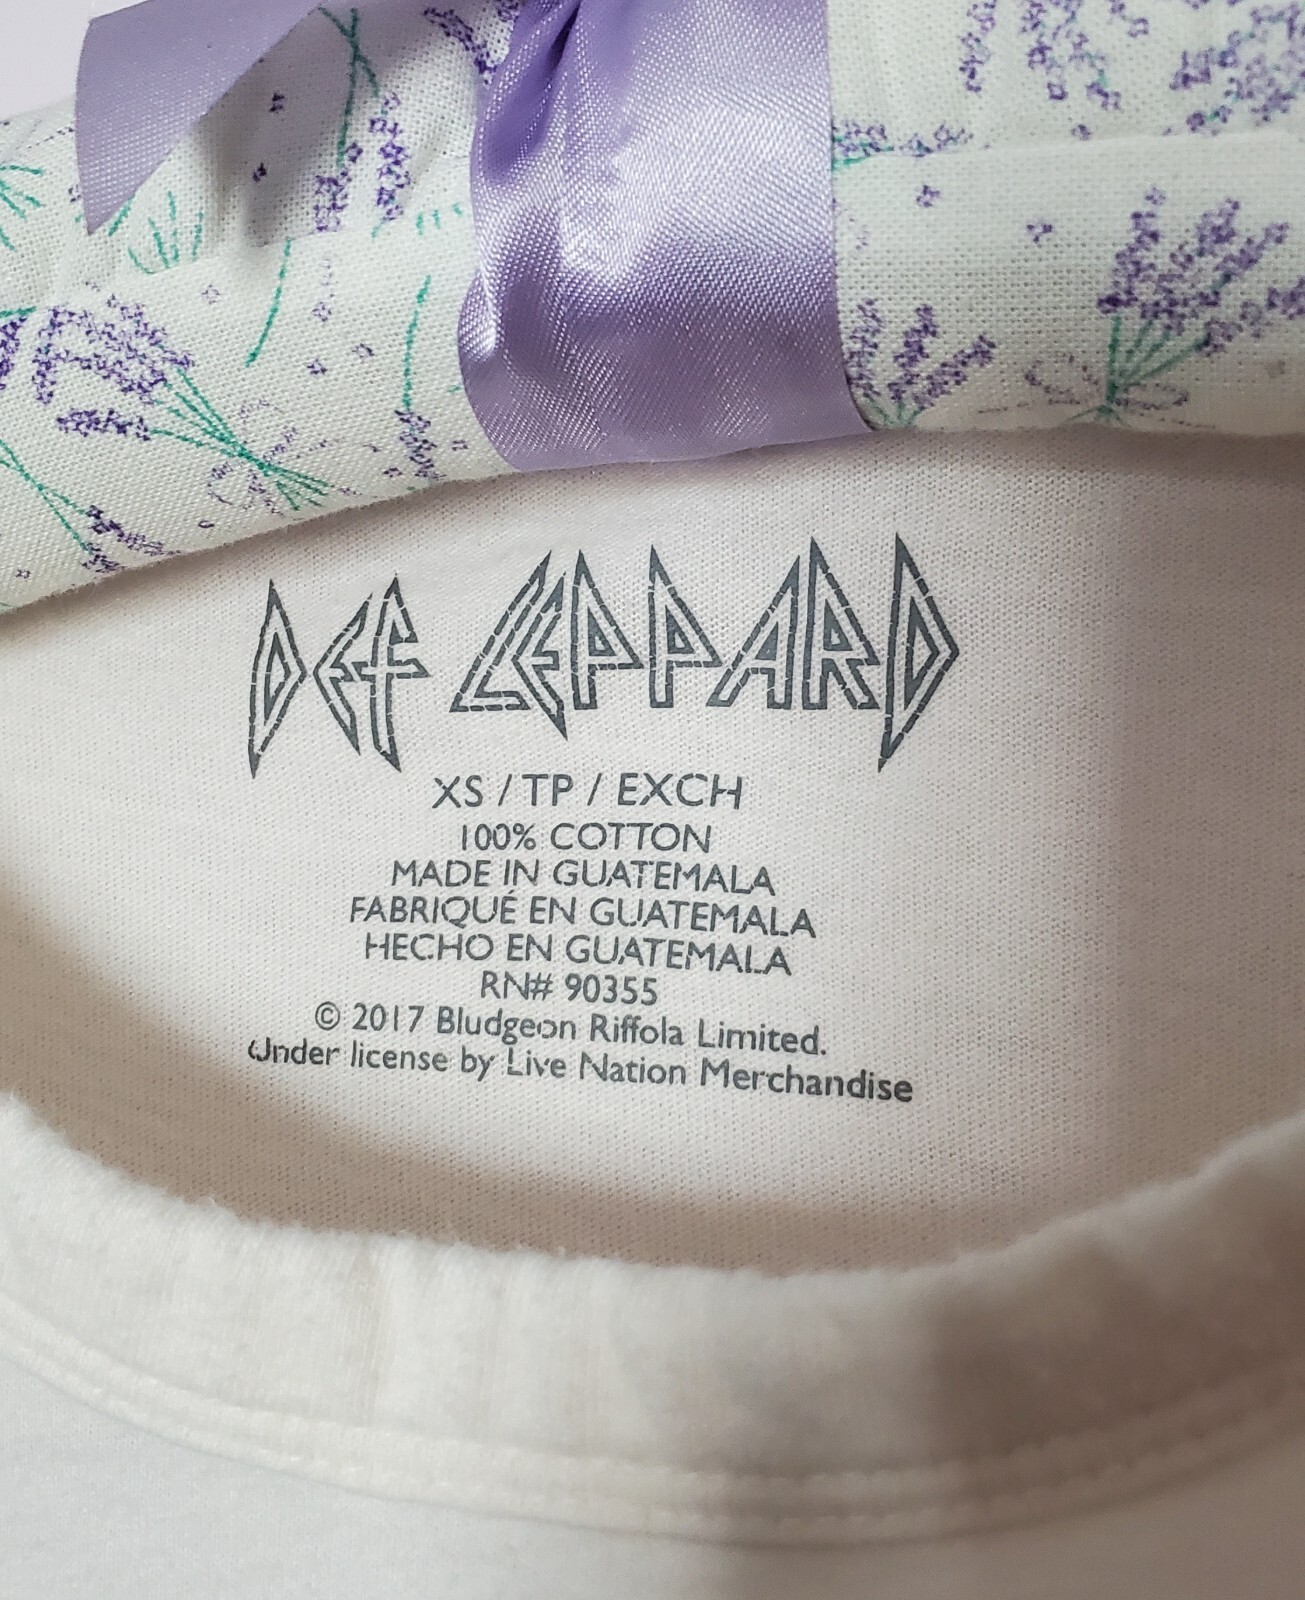 DEF LEPPARD
XS / TP / EXCH
100% COTTON
MADE IN GUATEMALA
FABRIQUÉ EN GUATEMALA
HECHO EN GUATEMALA
RN# 90355
© 2017 Bludgeon Riffola Limited.
Under license by Live Nation Merchandise